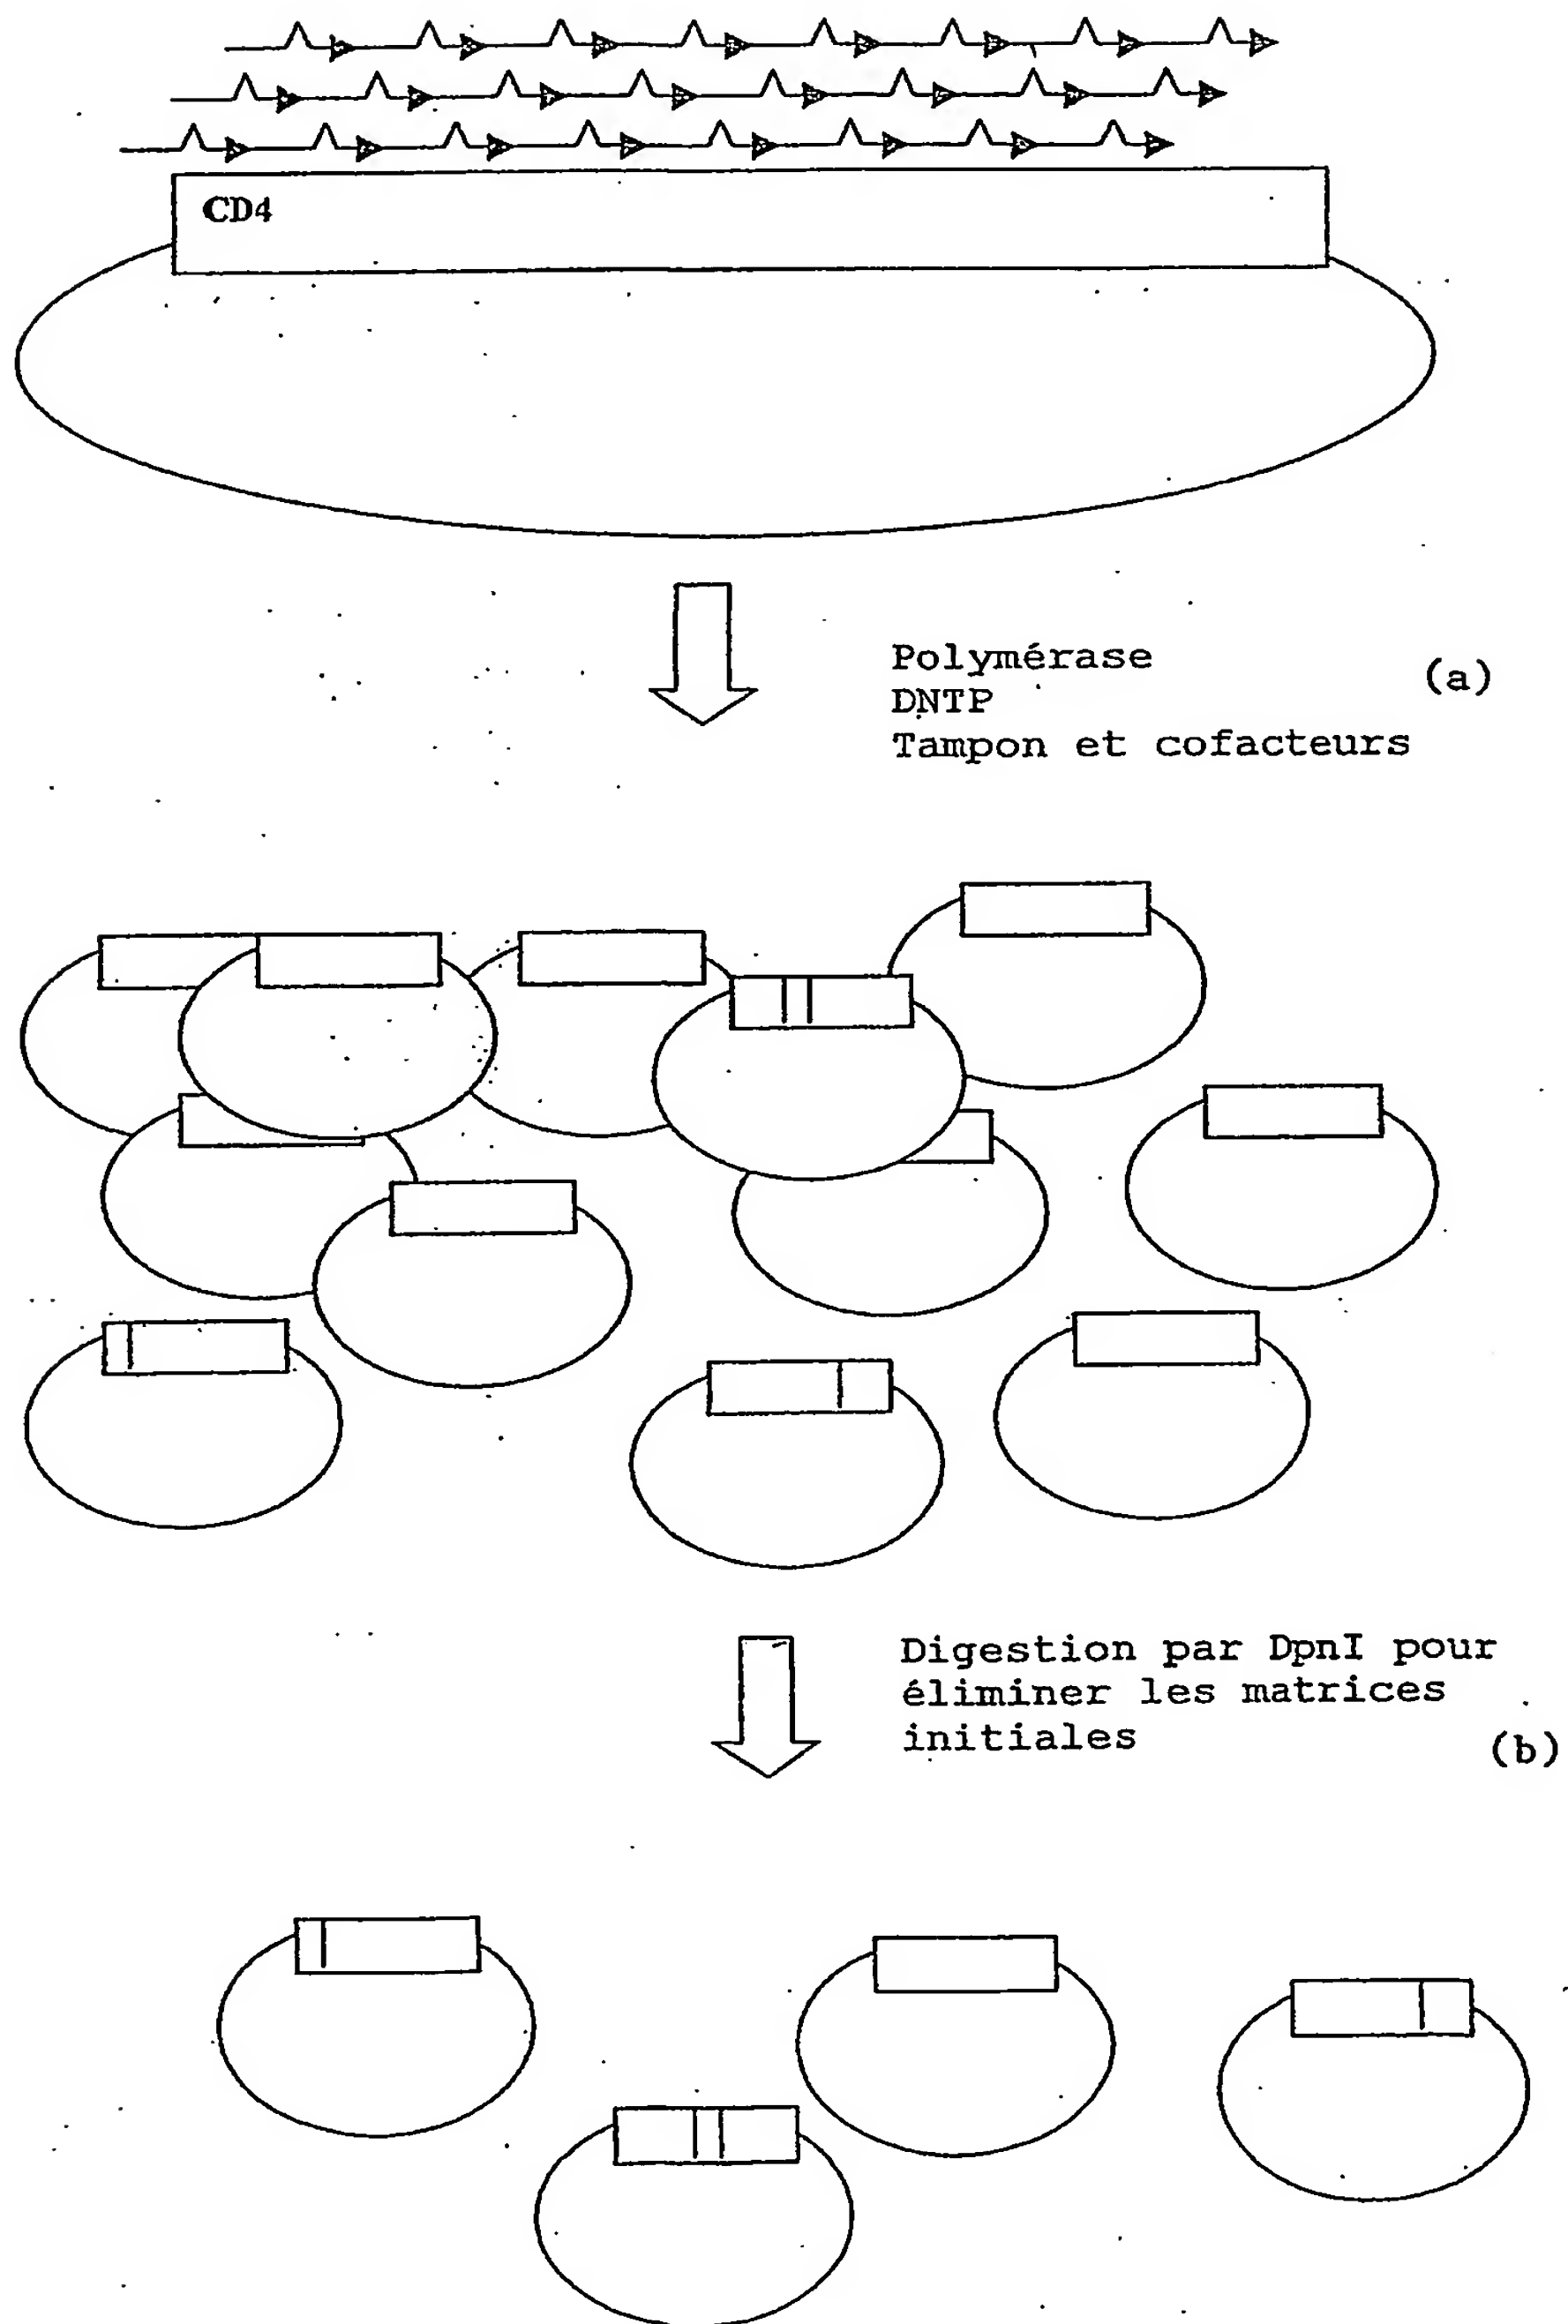 CD4
Polymérase
(a)
DNTP
Tampon et cofacteurs
Digestion par DpnI pour
éliminer les matrices
initiales
(b)